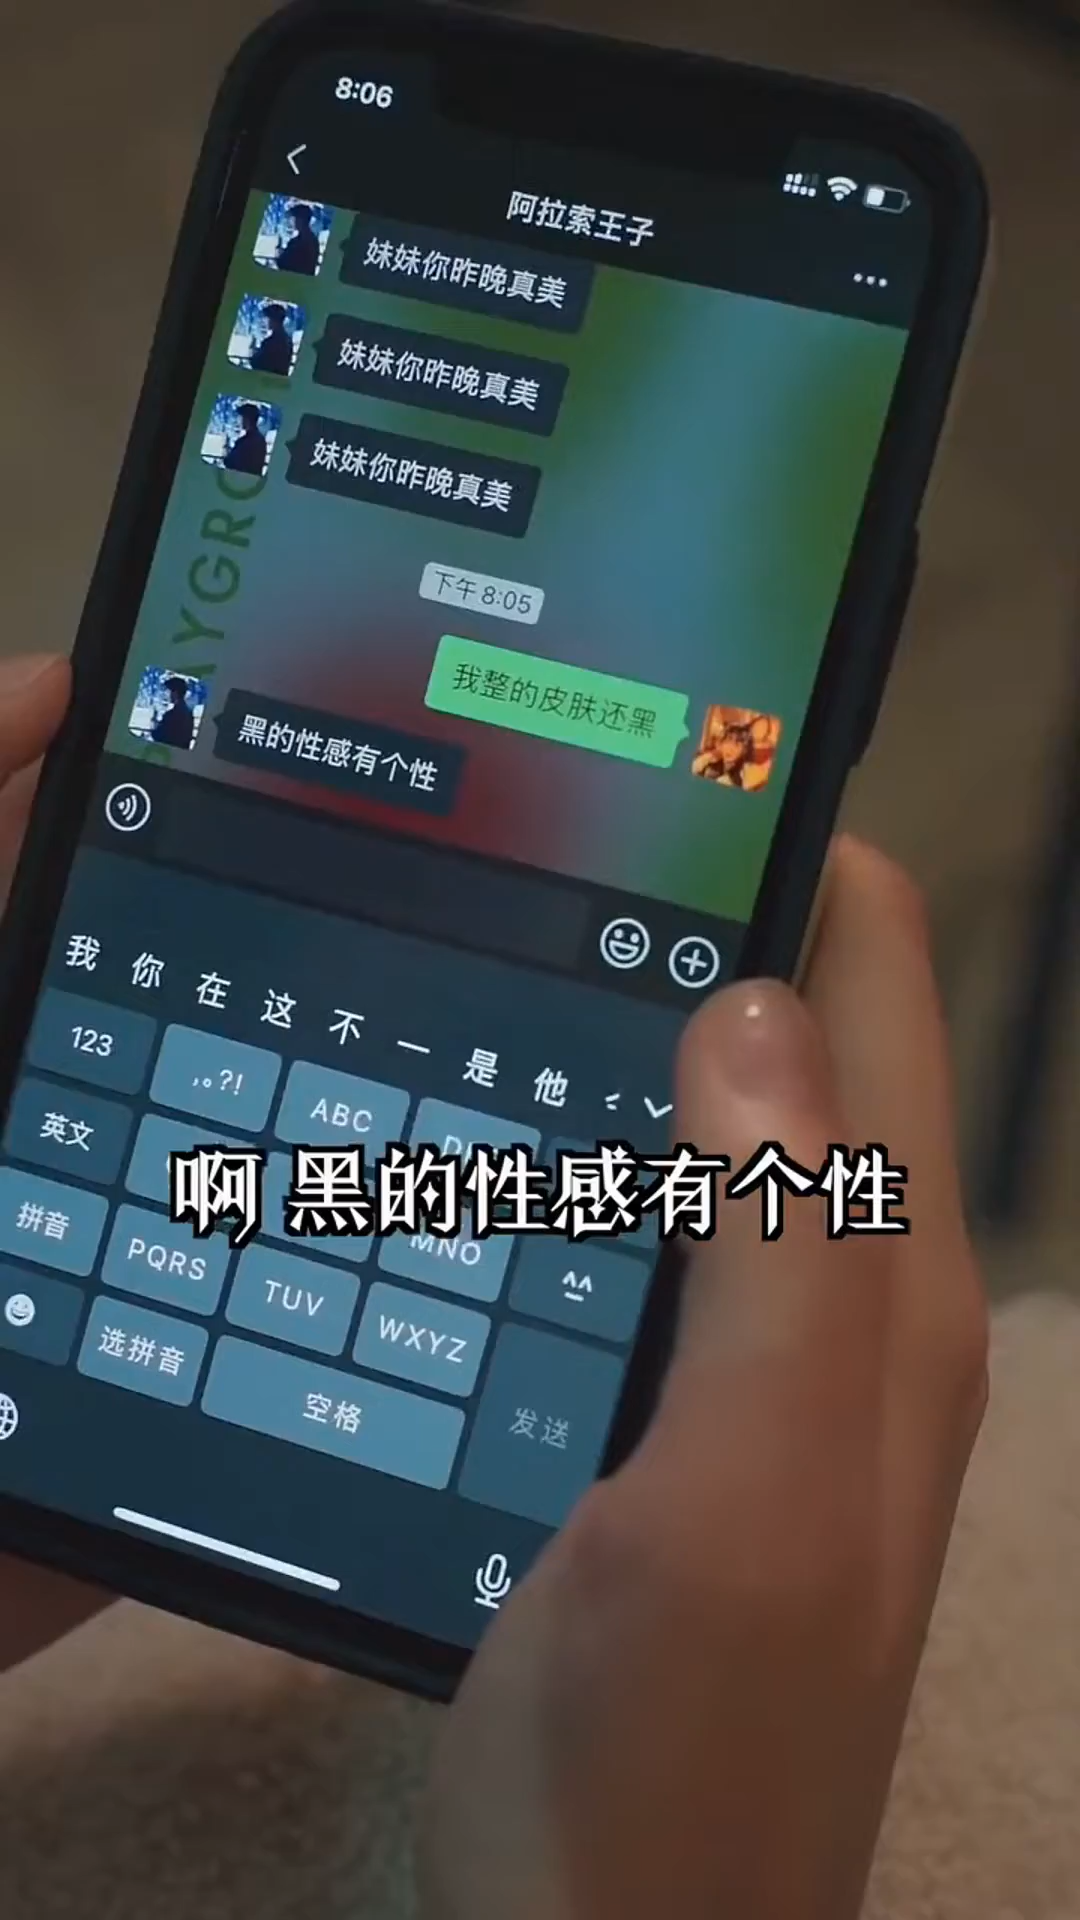 8:06
阿拉索王子
妹妹你昨晚真美
妹妹你昨晚真美
妹妹你昨晚真美
下午 8:05
我整的皮肤还黑
黑的性感有个性
我 你 在 这 不 一 是 他
123
,。?!
ABC
英文
啊 黑的性感有个性
拼音
PQRS
TUV
MNO
WXYZ
^^
选拼音
空格
发送